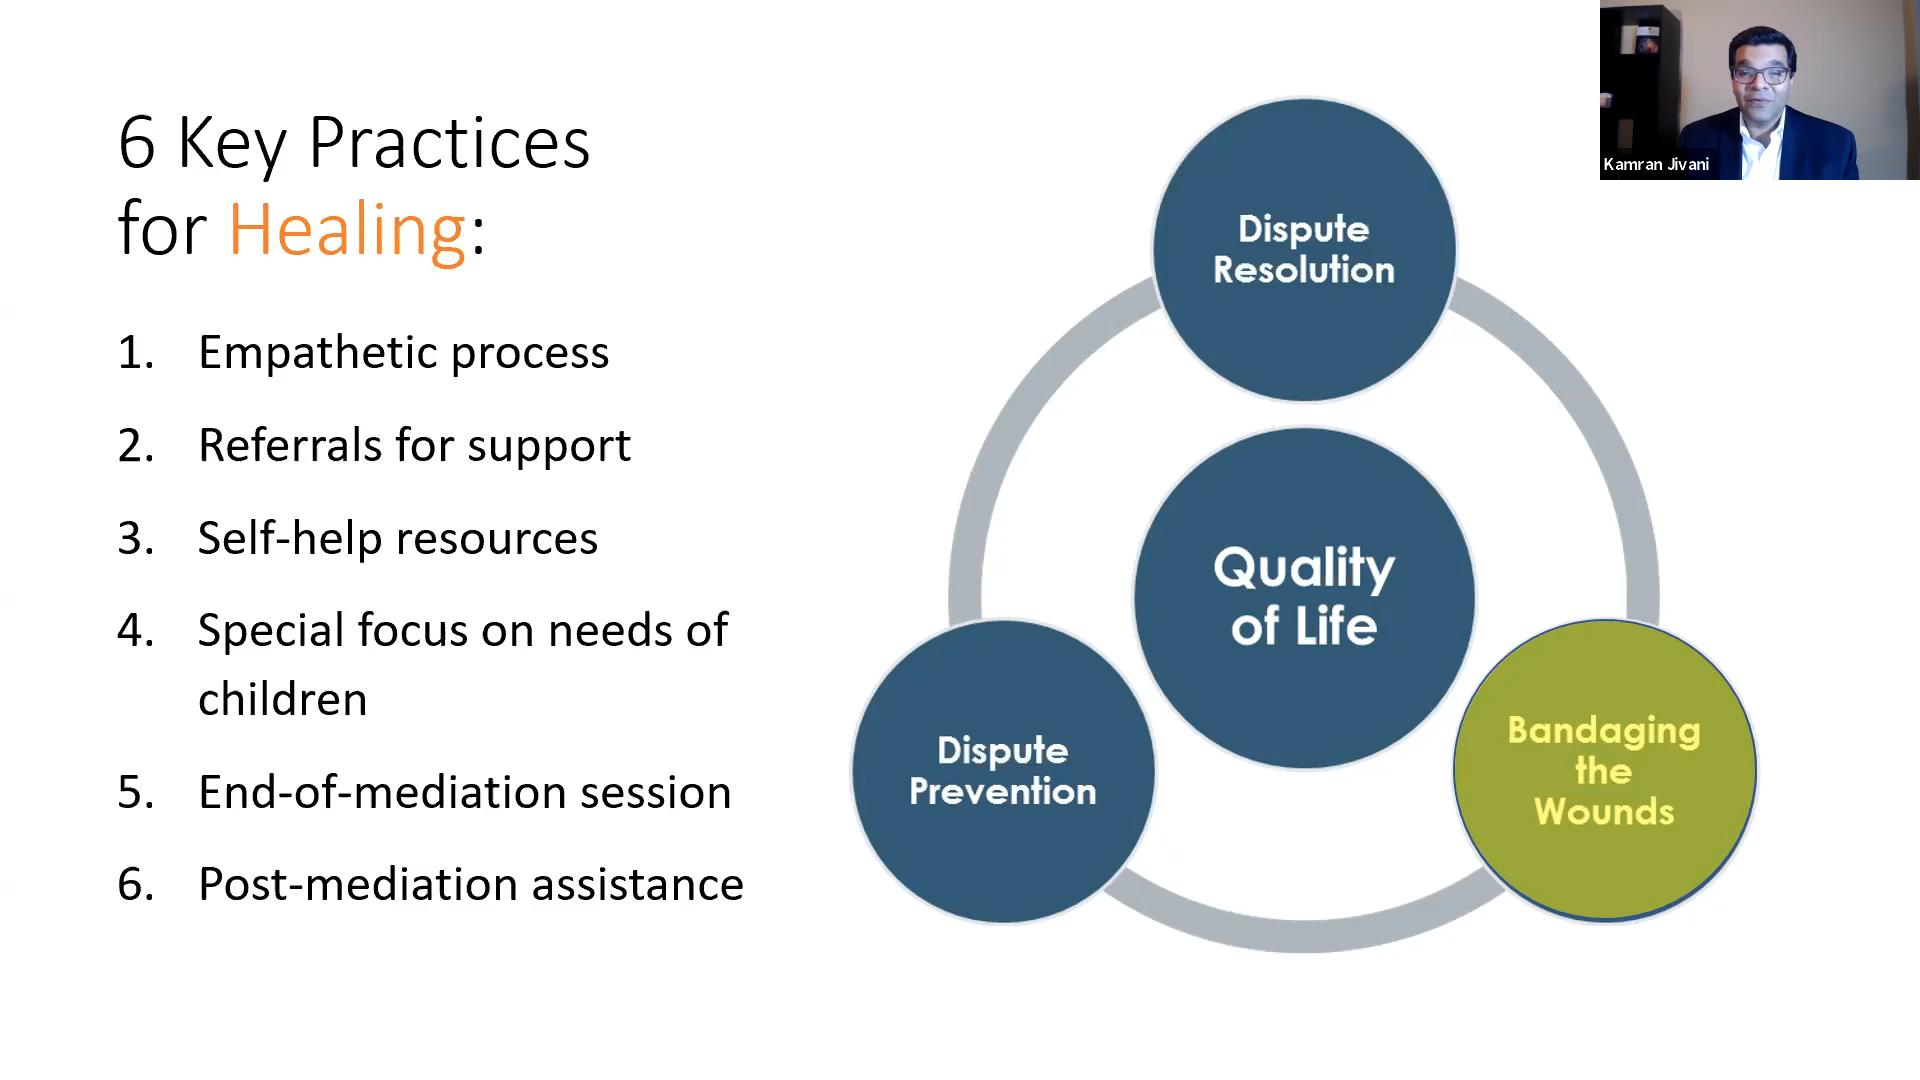 6 Key Practices
for Healing:
1. Empathetic process
2. Referrals for support
3. Self-help resources
4. Special focus on needs of
children
5. End-of-mediation session
6. Post-mediation assistance
Dispute
Resolution
Quality
of Life
Dispute
Prevention
Bandaging
the
Wounds
Kamran Jivani